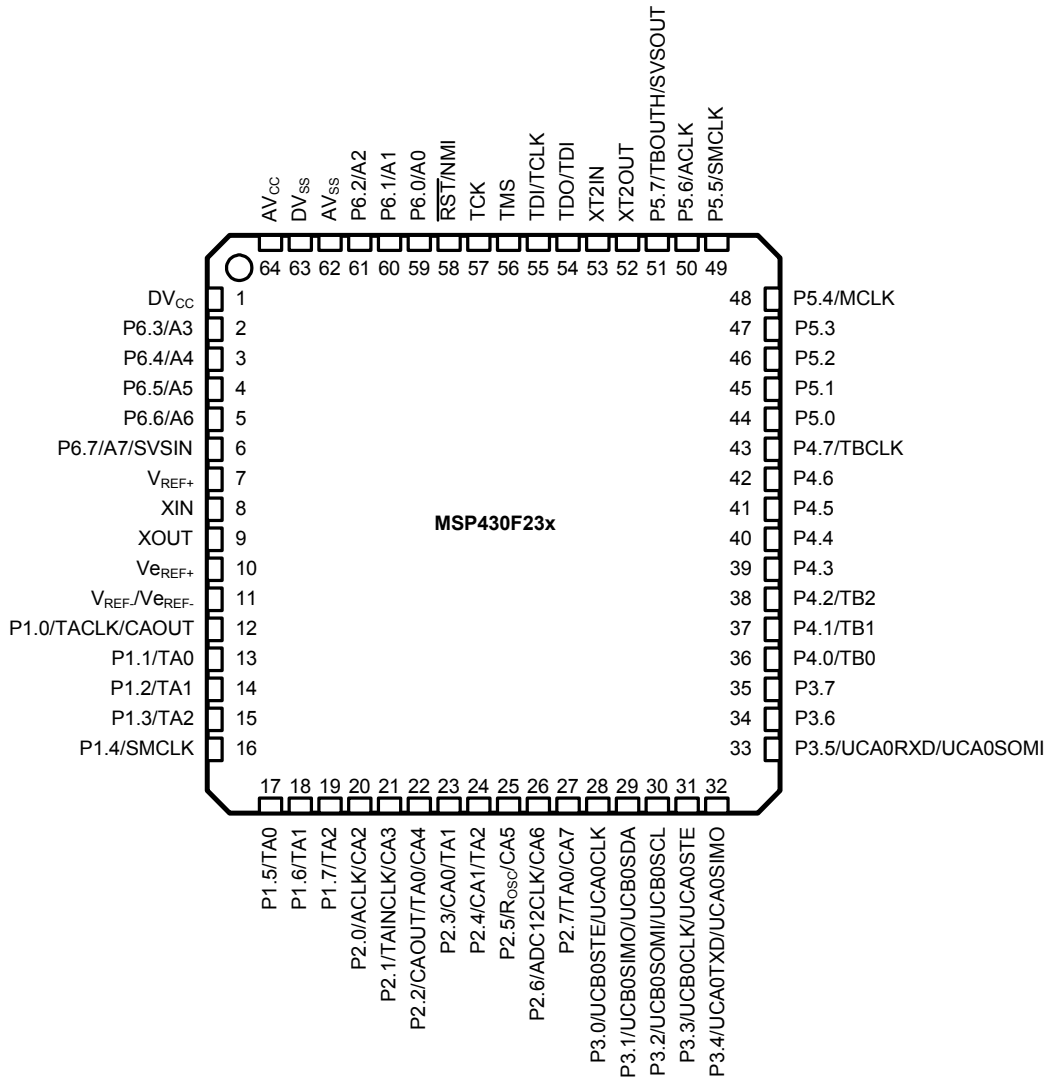 AVCC
DVSS
AVSS
P6.2/A2
P6.1/A1
P6.0/A0
RST/NMI
TCK
TMS
TDI/TCLK
TDO/TDI
XT2IN
XT2OUT
P5.7/TBOUTH/SVSOUT
P5.6/ACLK
P5.5/SMCLK
64 63 62 61 60 59 58 57 56 55 54 53 52 51 50 49
DVCC 1 48 P5.4/MCLK
P6.3/A3 2 47 P5.3
P6.4/A4 3 46 P5.2
P6.5/A5 4 45 P5.1
P6.6/A6 5 44 P5.0
P6.7/A7/SVSIN 6 43 P4.7/TBCLK
VREF+ 7 42 P4.6
XIN 8 41 P4.5
MSP430F23x
XOUT 9 40 P4.4
VeREF+ 10 39 P4.3
VREF-/VeREF- 11 38 P4.2/TB2
P1.0/TACLK/CAOUT 12 37 P4.1/TB1
P1.1/TA0 13 36 P4.0/TB0
P1.2/TA1 14 35 P3.7
P1.3/TA2 15 34 P3.6
P1.4/SMCLK 16 33 P3.5/UCA0RXD/UCA0SOMI
17 18 19 20 21 22 23 24 25 26 27 28 29 30 31 32
P1.5/TA0
P1.6/TA1
P1.7/TA2
P2.0/ACLK/CA2
P2.1/TAINCLK/CA3
P2.2/CAOUT/TA0/CA4
P2.3/CA0/TA1
P2.4/CA1/TA2
P2.5/ROSC/CA5
P2.6/ADC12CLK/CA6
P2.7/TA0/CA7
P3.0/UCB0STE/UCA0CLK
P3.1/UCB0SIMO/UCB0SDA
P3.2/UCB0SOMI/UCB0SCL
P3.3/UCB0CLK/UCA0STE
P3.4/UCA0TXD/UCA0SIMO